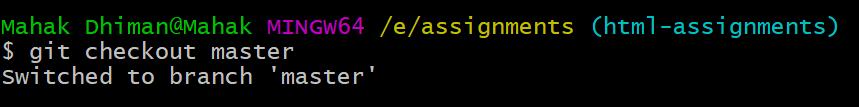 Mahak Dhiman@Mahak MINGW64 /e/assignments (html-assignments)
$ git checkout master
Switched to branch 'master'